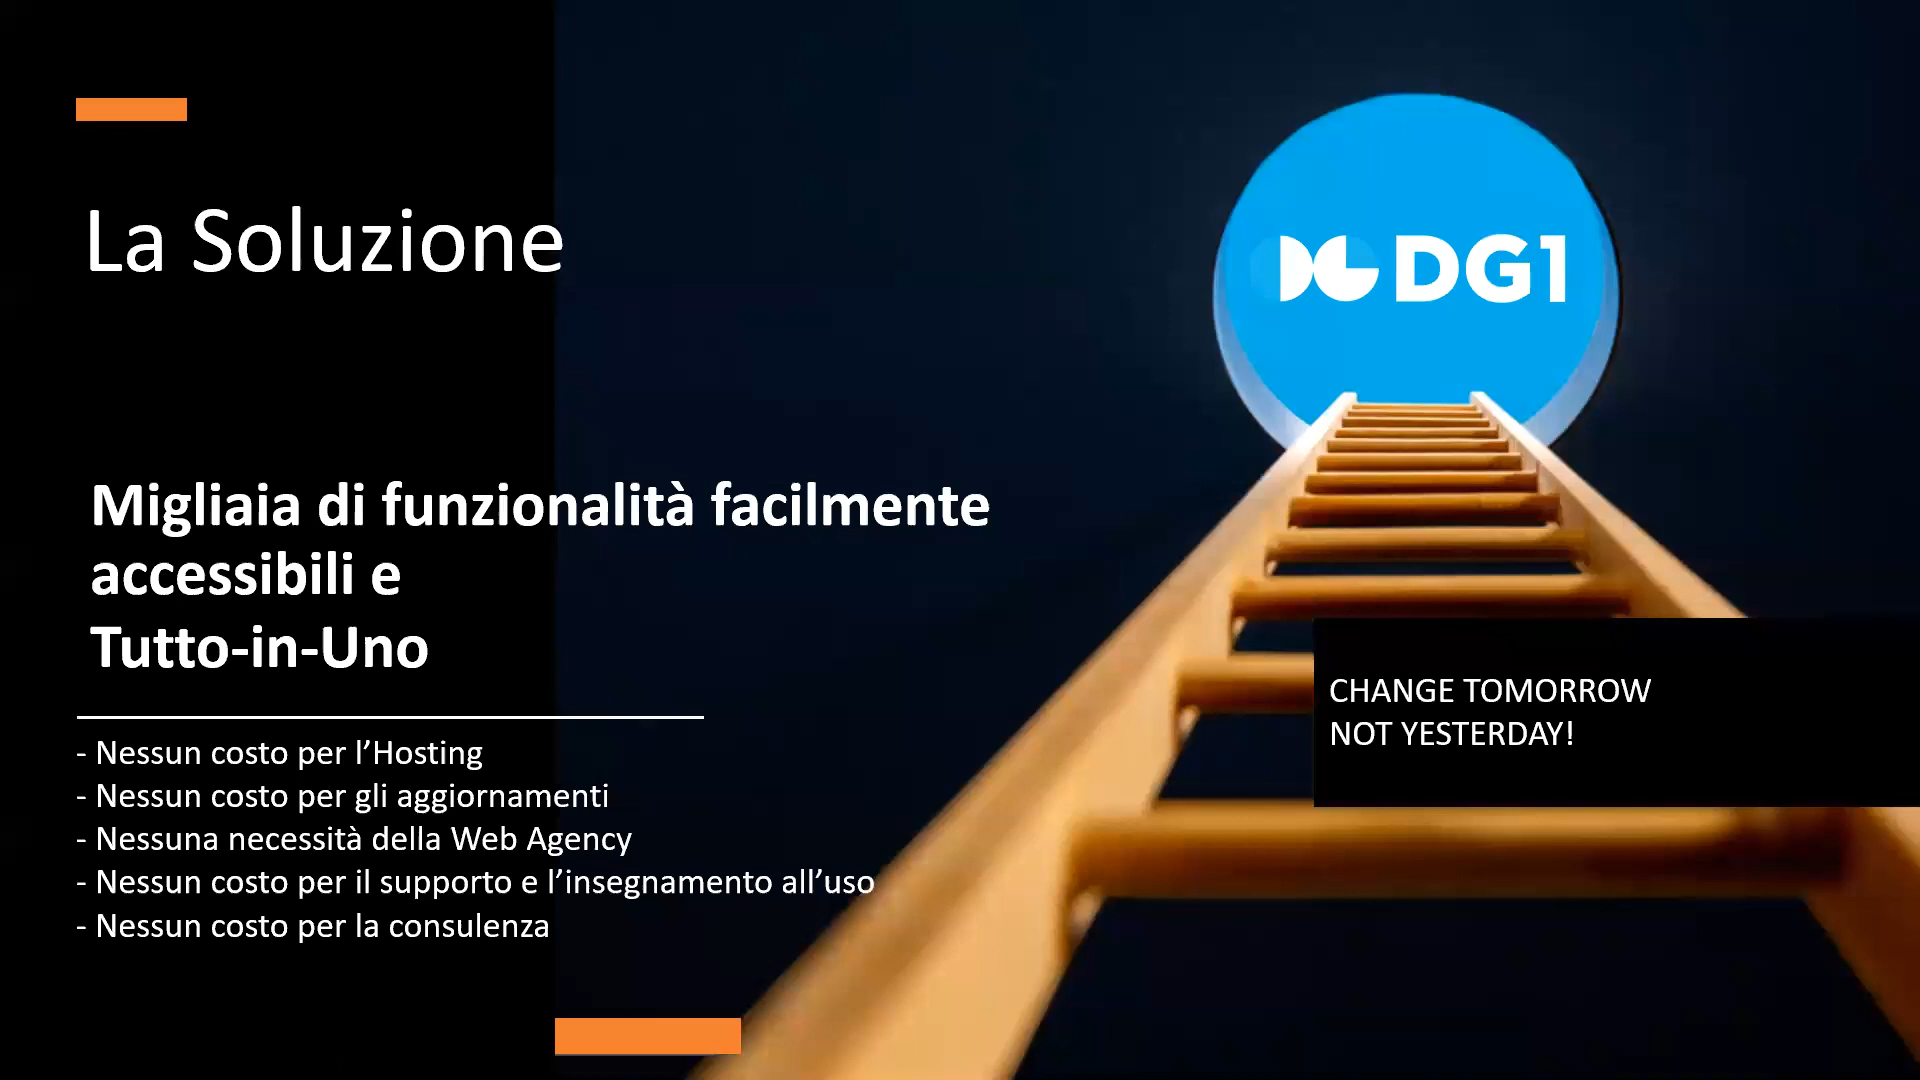 La Soluzione
DG1
Migliaia di funzionalità facilmente
accessibili e
Tutto-in-Uno
- Nessun costo per l’Hosting
- Nessun costo per gli aggiornamenti
- Nessuna necessità della Web Agency
- Nessun costo per il supporto e l’insegnamento all’uso
- Nessun costo per la consulenza
CHANGE TOMORROW
NOT YESTERDAY!